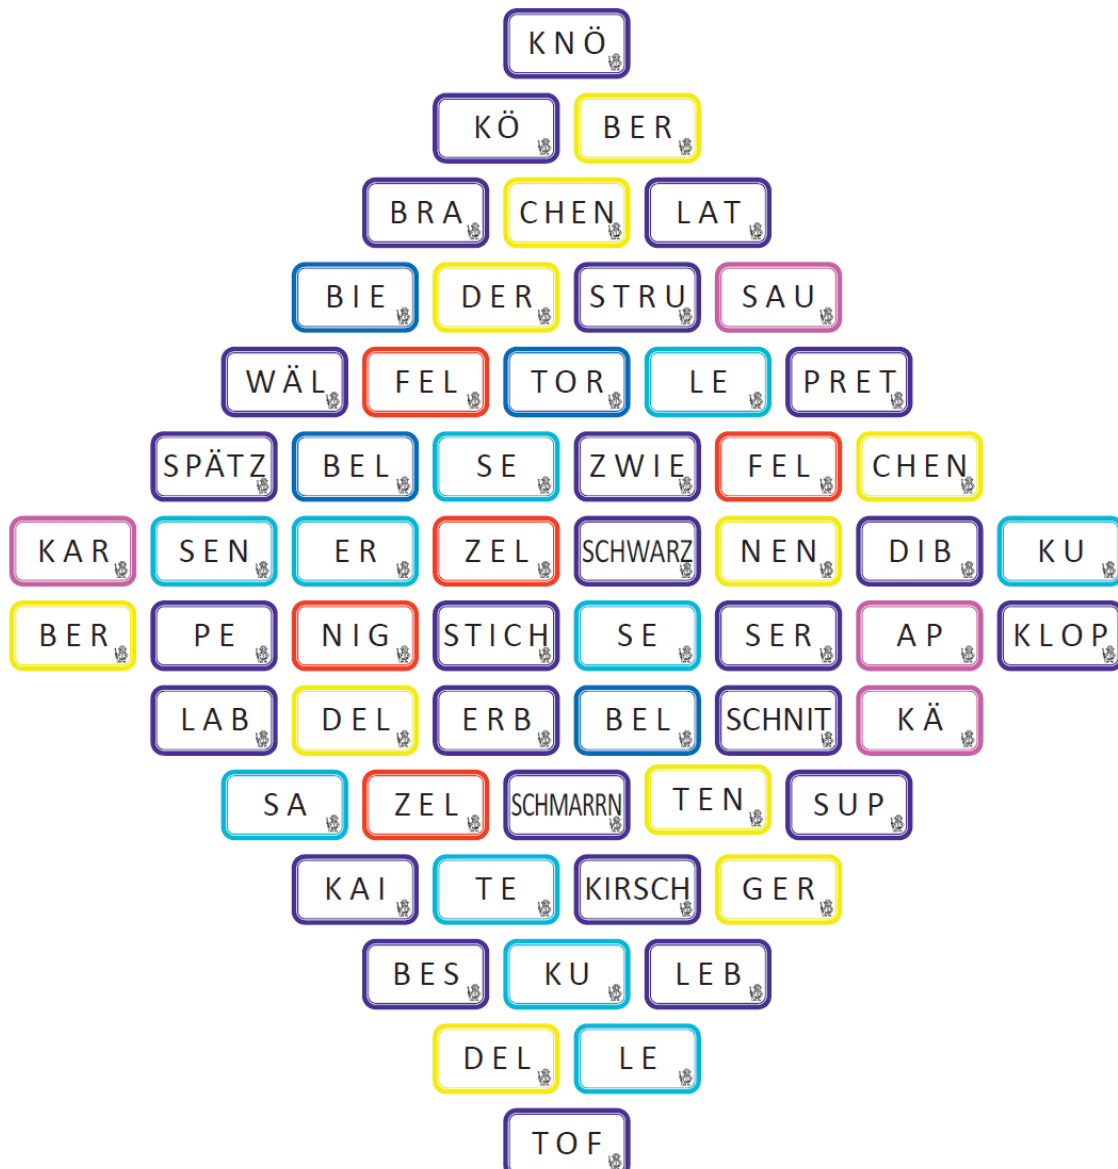 KNÖ
KÖ BER
BRA CHEN LAT
BIE DER STRU SAU
WÄL FEL TOR LE PRET
SPÄTZ BEL SE ZWIE FEL CHEN
KAR SEN ER ZEL SCHWARZ NEN DIB KU
BER PE NIG STICH SE SER AP KLOP
LAB DEL ERB BEL SCHNIT KÄ
SA ZEL SCHMARRN TEN SUP
KAI TE KIRSCH GER
BES KU LEB
DEL LE
TOF